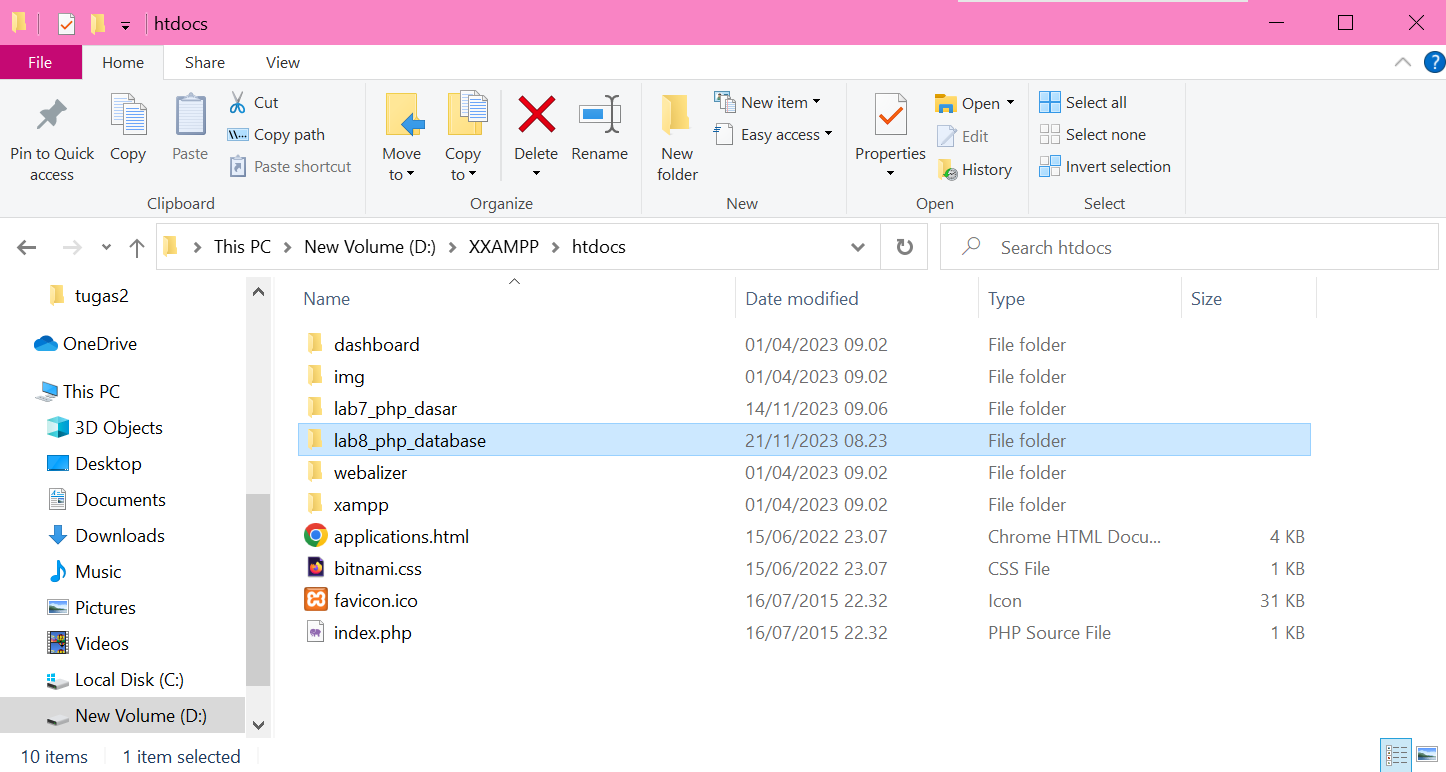 htdocs
File Home Share View
Pin to Quick access
Copy
Paste
Cut
Copy path
Paste shortcut
Clipboard
Move to
Copy to
Delete
Rename
Organize
New folder
New item
Easy access
New
Properties
Open
Edit
History
Open
Select all
Select none
Invert selection
Select
This PC New Volume (D:) XXAMPP htdocs
Search htdocs
tugas2
OneDrive
This PC
3D Objects
Desktop
Documents
Downloads
Music
Pictures
Videos
Local Disk (C:)
New Volume (D:)
Name Date modified Type Size
dashboard 01/04/2023 09.02 File folder
img 01/04/2023 09.02 File folder
lab7_php_dasar 14/11/2023 09.06 File folder
lab8_php_database 21/11/2023 08.23 File folder
webalizer 01/04/2023 09.02 File folder
xampp 01/04/2023 09.02 File folder
applications.html 15/06/2022 23.07 Chrome HTML Docu... 4 KB
bitnami.css 15/06/2022 23.07 CSS File 1 KB
favicon.ico 16/07/2015 22.32 Icon 31 KB
index.php 16/07/2015 22.32 PHP Source File 1 KB
10 items 1 item selected